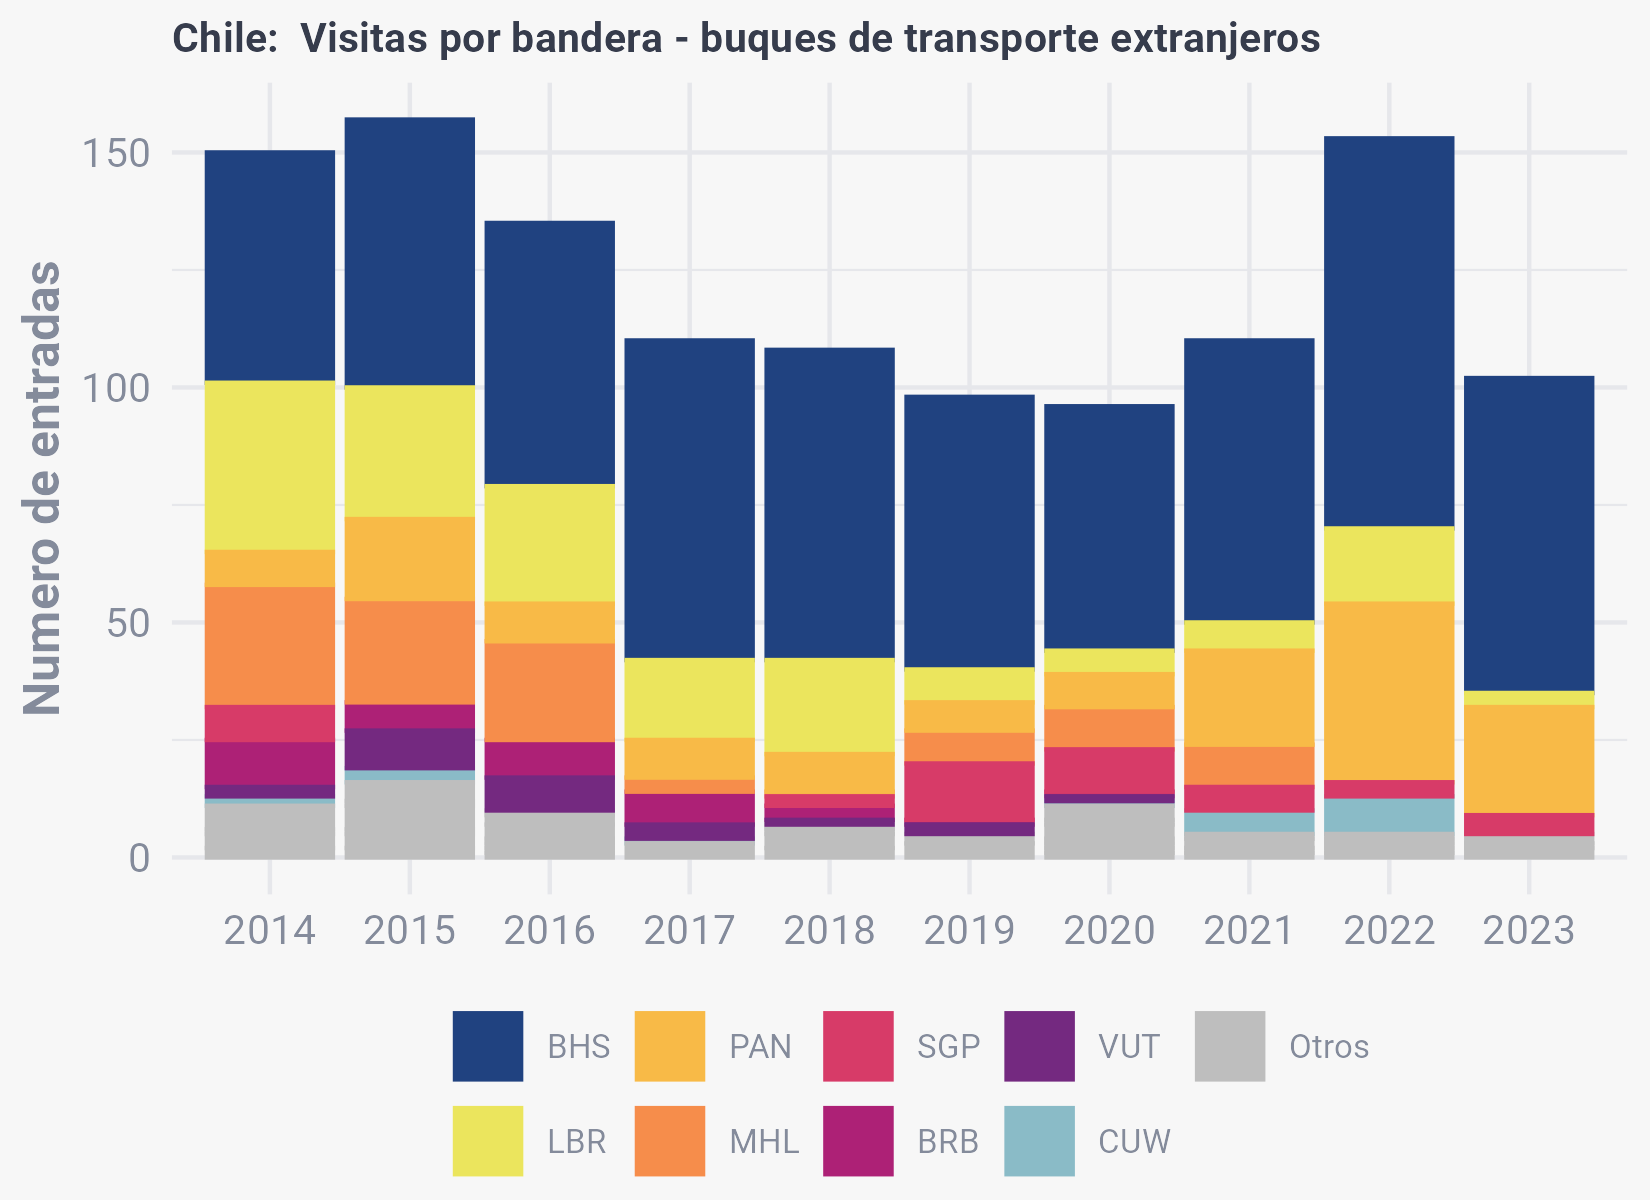 Chile:  Visitas por bandera - buques de transporte extranjeros
Numero de entradas
150
100
50
0
2014 2015 2016 2017 2018 2019 2020 2021 2022 2023
BHS PAN SGP VUT Otros
LBR MHL BRB CUW